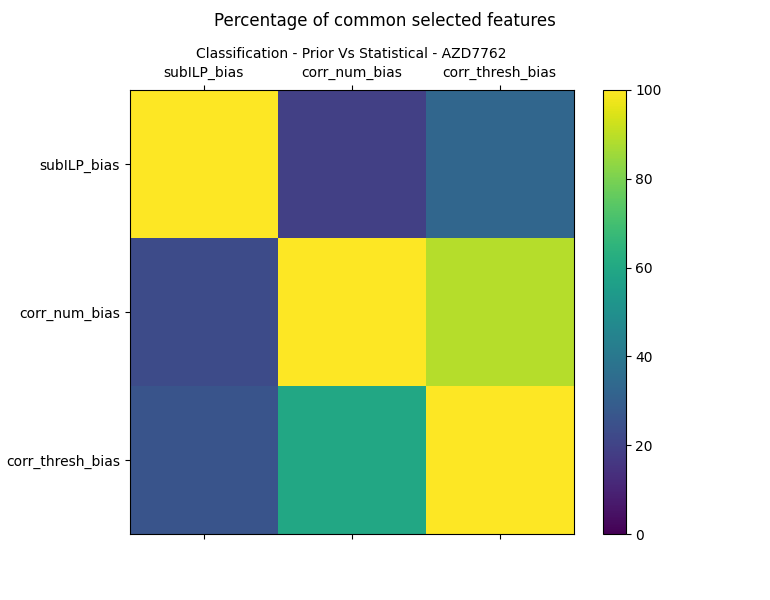 Percentage of common selected features
Classification - Prior Vs Statistical - AZD7762
subILP_bias corr_num_bias corr_thresh_bias
subILP_bias
corr_num_bias
corr_thresh_bias
100
80
60
40
20
0